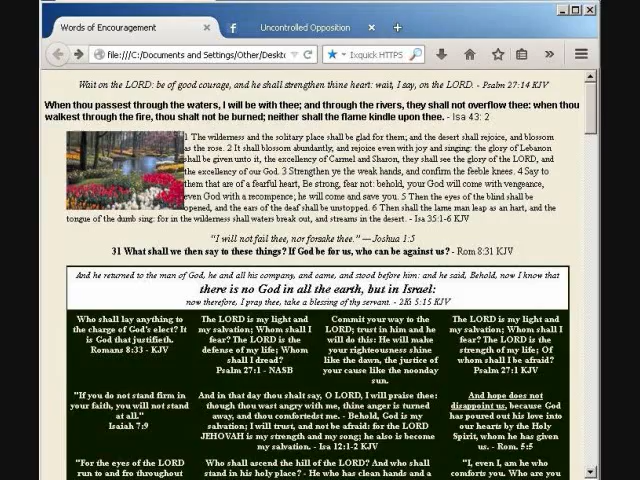 Words of Encouragement
Uncontrolled Opposition
file:///C:/Documents and Settings/Other/Deskto
Ixquick HTTPS
Wait on the LORD: be of good courage, and he shall strengthen thine heart: wait, I say, on the LORD. - Psalm 27:14 KJV
When thou passest through the waters, I will be with thee; and through the rivers, they shall not overflow thee: when thou
walkest through the fire, thou shalt not be burned; neither shall the flame kindle upon thee. - Isa 43: 2
1 The wilderness and the solitary place shall be glad for them; and the desert shall rejoice, and blossom
as the rose. 2 It shall blossom abundantly, and rejoice even with joy and singing: the glory of Lebanon
shall be given unto it, the excellency of Carmel and Sharon, they shall see the glory of the LORD, and
the excellency of our God. 3 Strengthen ye the weak hands, and confirm the feeble knees. 4 Say to
them that are of a fearful heart, Be strong, fear not: behold, your God will come with vengeance,
even God with a recompence; he will come and save you. 5 Then the eyes of the blind shall be
opened, and the ears of the deaf shall be unstopped. 6 Then shall the lame man leap as an hart, and the
tongue of the dumb sing: for in the wilderness shall waters break out, and streams in the desert. - Isa 35:1-6 KJV
"I will not fail thee, nor forsake thee." — Joshua 1:5
31 What shall we then say to these things? If God be for us, who can be against us? - Rom 8:31 KJV
And he returned to the man of God, he and all his company, and came, and stood before him: and he said, Behold, now I know that
there is no God in all the earth, but in Israel:
now therefore, I pray thee, take a blessing of thy servant. - 2Ki 5:15 KJV
Who shall lay anything to
the charge of God's elect? It
is God that justifieth.
Romans 8:33 - KJV
The LORD is my light and
my salvation; Whom shall I
fear? The LORD is the
defense of my life; Whom
shall I dread?
Psalm 27:1 - NASB
Commit your way to the
LORD; trust in him and he
will do this: He will make
your righteousness shine
like the dawn, the justice of
your cause like the noonday
sun.
The LORD is my light and
my salvation; Whom shall I
fear? The LORD is the
strength of my life; Of
whom shall I be afraid?
Psalm 27:1 KJV
"If you do not stand firm in
your faith, you will not stand
at all."
Isaiah 7:9
And in that day thou shalt say, O LORD, I will praise thee:
though thou wast angry with me, thine anger is turned
away, and thou comfortedst me. - Behold, God is my
salvation; I will trust, and not be afraid: for the LORD
JEHOVAH is my strength and my song; he also is become
my salvation. - Isa 12:1-2 KJV
And hope does not
disappoint us, because God
has poured out his love into
our hearts by the Holy
Spirit, whom he has given
us. - Rom. 5:5
"For the eyes of the LORD
run to and fro throughout
Who shall ascend the hill of the LORD? And who shall
stand in his holy place? - He who has clean hands and a
"I, even I, am he who
comforts you. Who are you